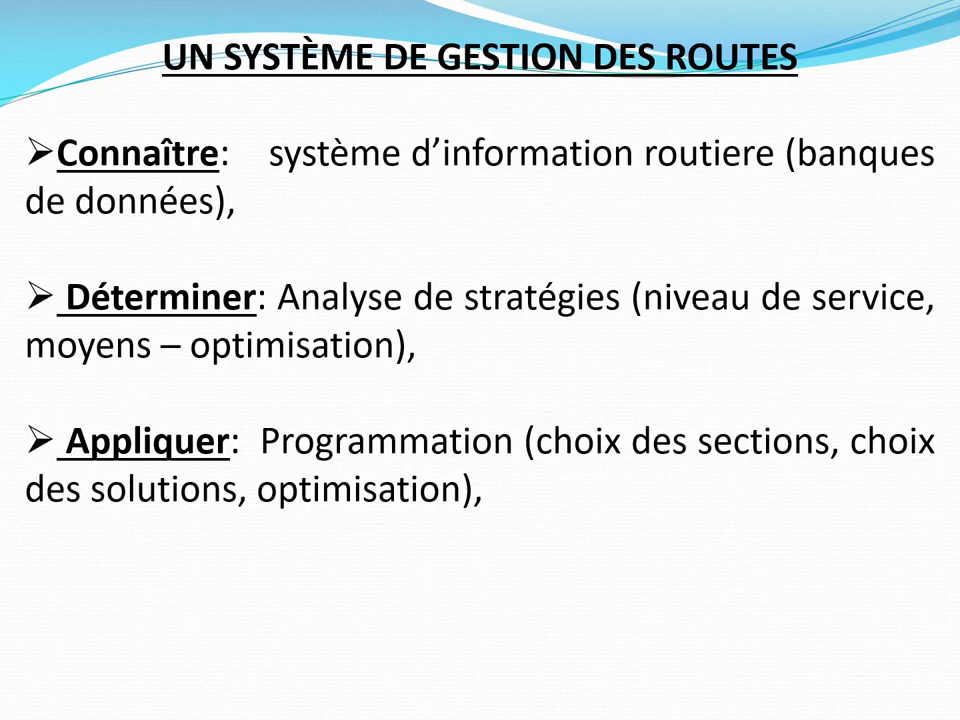 UN SYSTÈME DE GESTION DES ROUTES
➢Connaître: système d’information routiere (banques
de données),
➢ Déterminer: Analyse de stratégies (niveau de service,
moyens – optimisation),
➢ Appliquer: Programmation (choix des sections, choix
des solutions, optimisation),